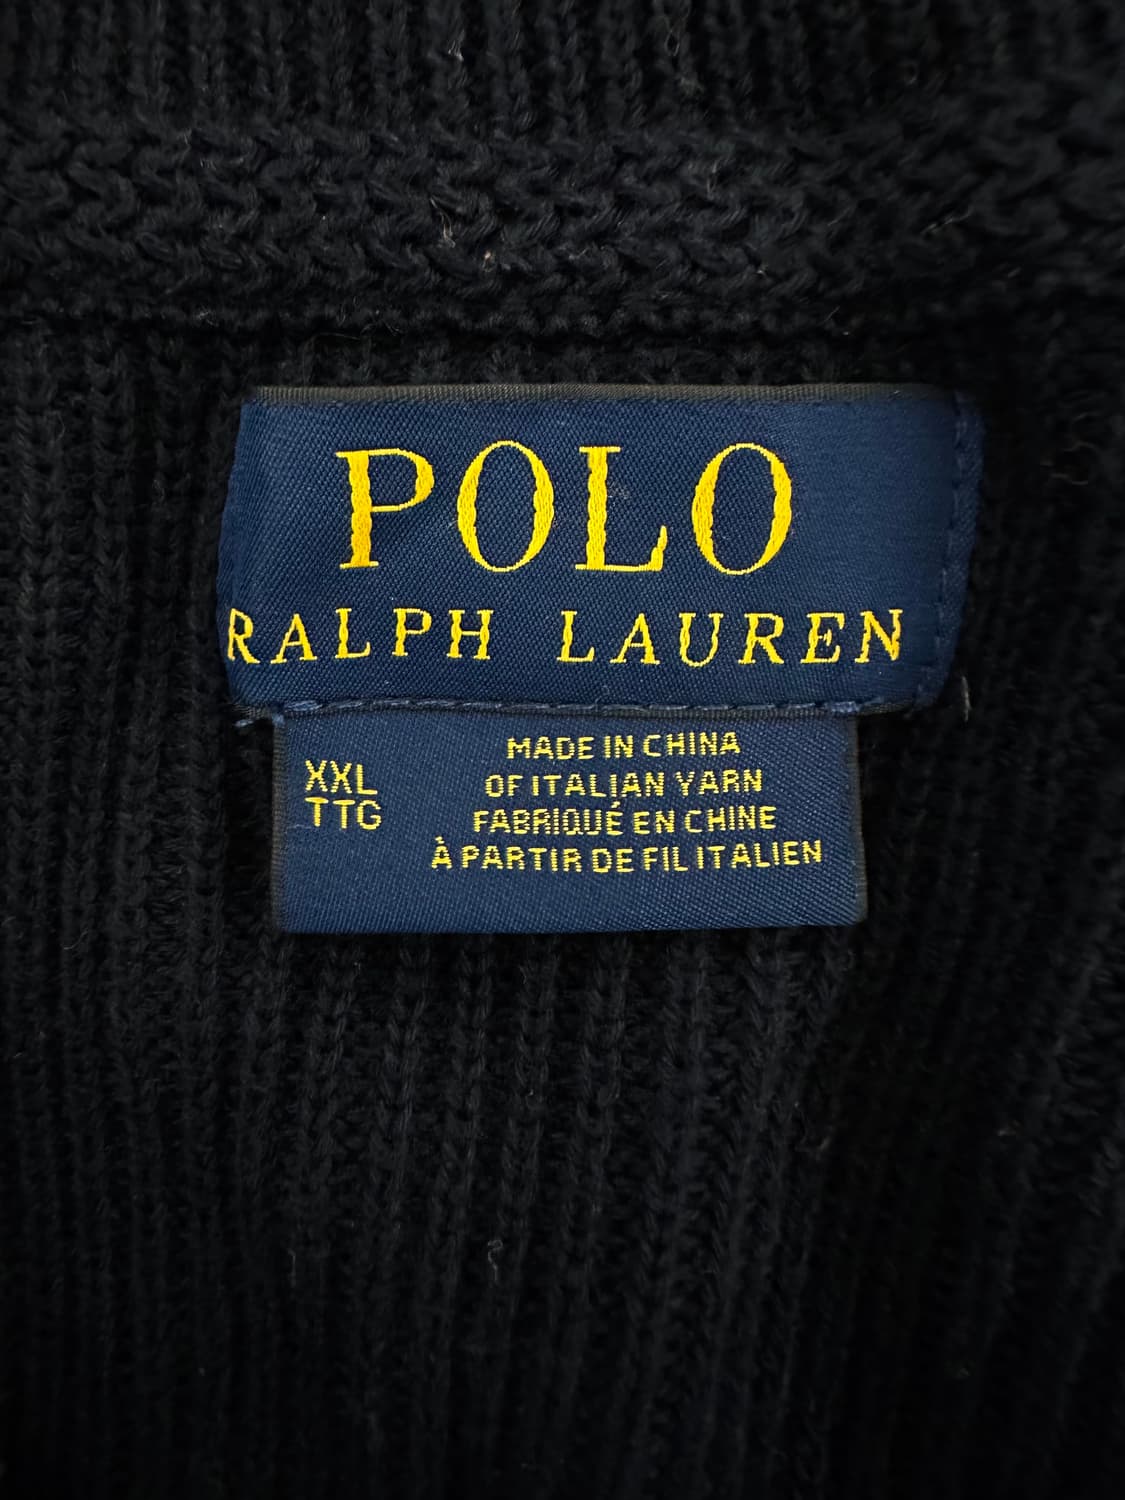 POLO
RALPH LAUREN
XXL
TTG
MADE IN CHINA
OF ITALIAN YARN
FABRIQUÉ EN CHINE
À PARTIR DE FIL ITALIEN